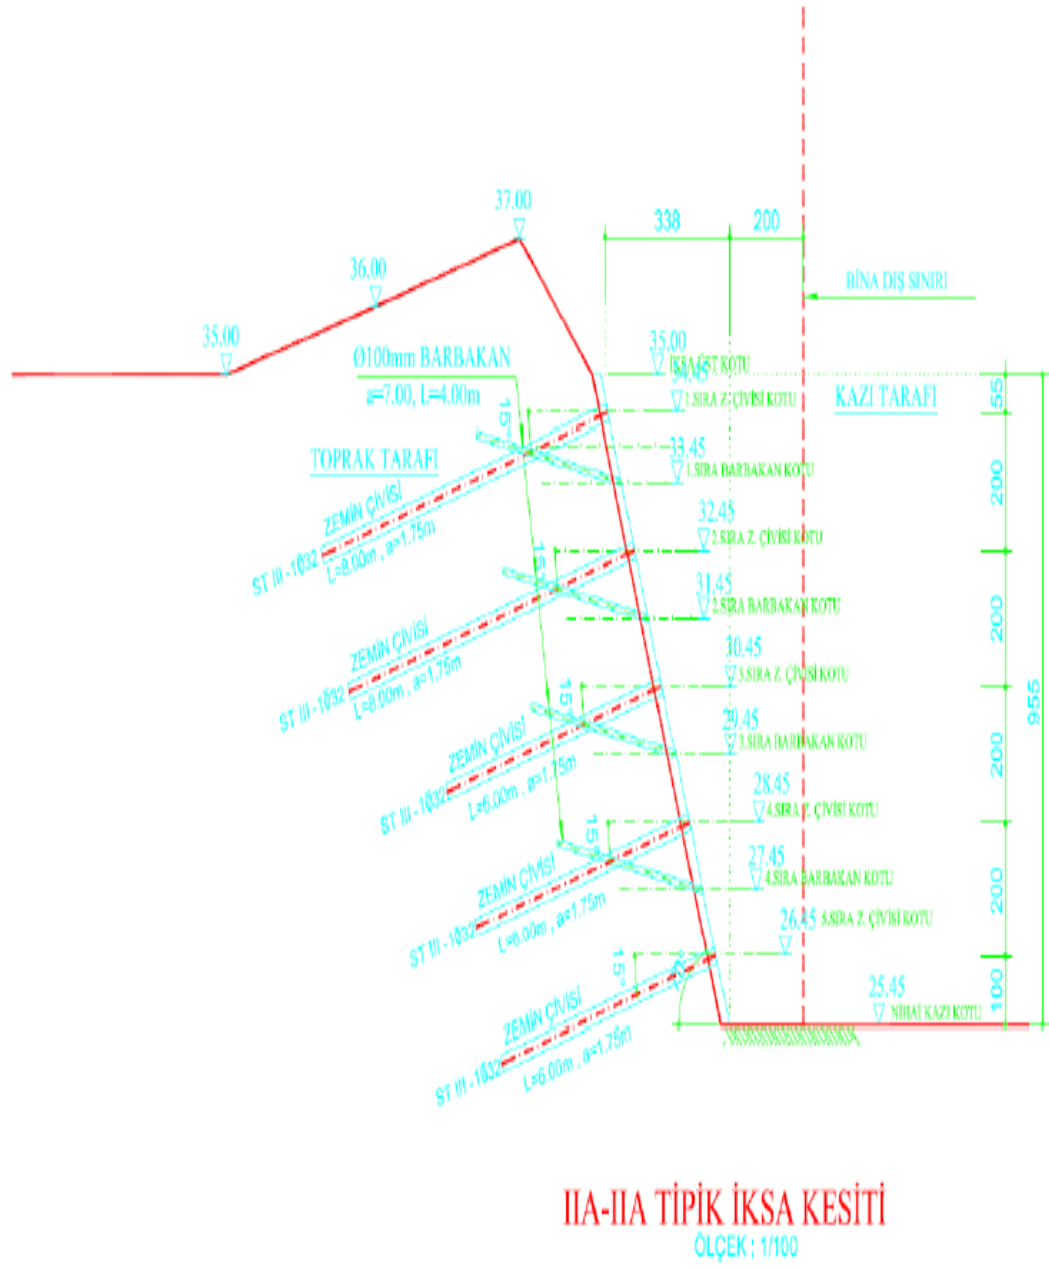 37.00
338
200
36.00
BİNA DIŞ SINIRI
35.00
35.00
İKSA ÜST KOTU
Ø100mm BARBAKAN
a=7.00, L=4.00m
34.45
1.SIRA Z. ÇİVİSİ KOTU
KAZI TARAFI
55
15°
TOPRAK TARAFI
33.45
1.SIRA BARBAKAN KOTU
200
ZEMİN ÇİVİSİ
ST III -1Φ32
L=8.00m , a=1.75m
32.45
2.SIRA Z. ÇİVİSİ KOTU
15°
31.45
2.SIRA BARBAKAN KOTU
200
ZEMİN ÇİVİSİ
ST III -1Φ32
L=8.00m , a=1.75m
30.45
3.SIRA Z. ÇİVİSİ KOTU
955
15°
29.45
3.SIRA BARBAKAN KOTU
200
ZEMİN ÇİVİSİ
ST III -1Φ32
L=6.00m , a=1.75m
28.45
4.SIRA Z. ÇİVİSİ KOTU
15°
27.45
4.SIRA BARBAKAN KOTU
200
ZEMİN ÇİVİSİ
ST III -1Φ32
L=6.00m , a=1.75m
26.45
5.SIRA Z. ÇİVİSİ KOTU
15°
25.45
NİHAİ KAZI KOTU
100
ZEMİN ÇİVİSİ
ST III -1Φ32
L=6.00m , a=1.75m
IIA-IIA TİPİK İKSA KESİTİ
ÖLÇEK ; 1/100